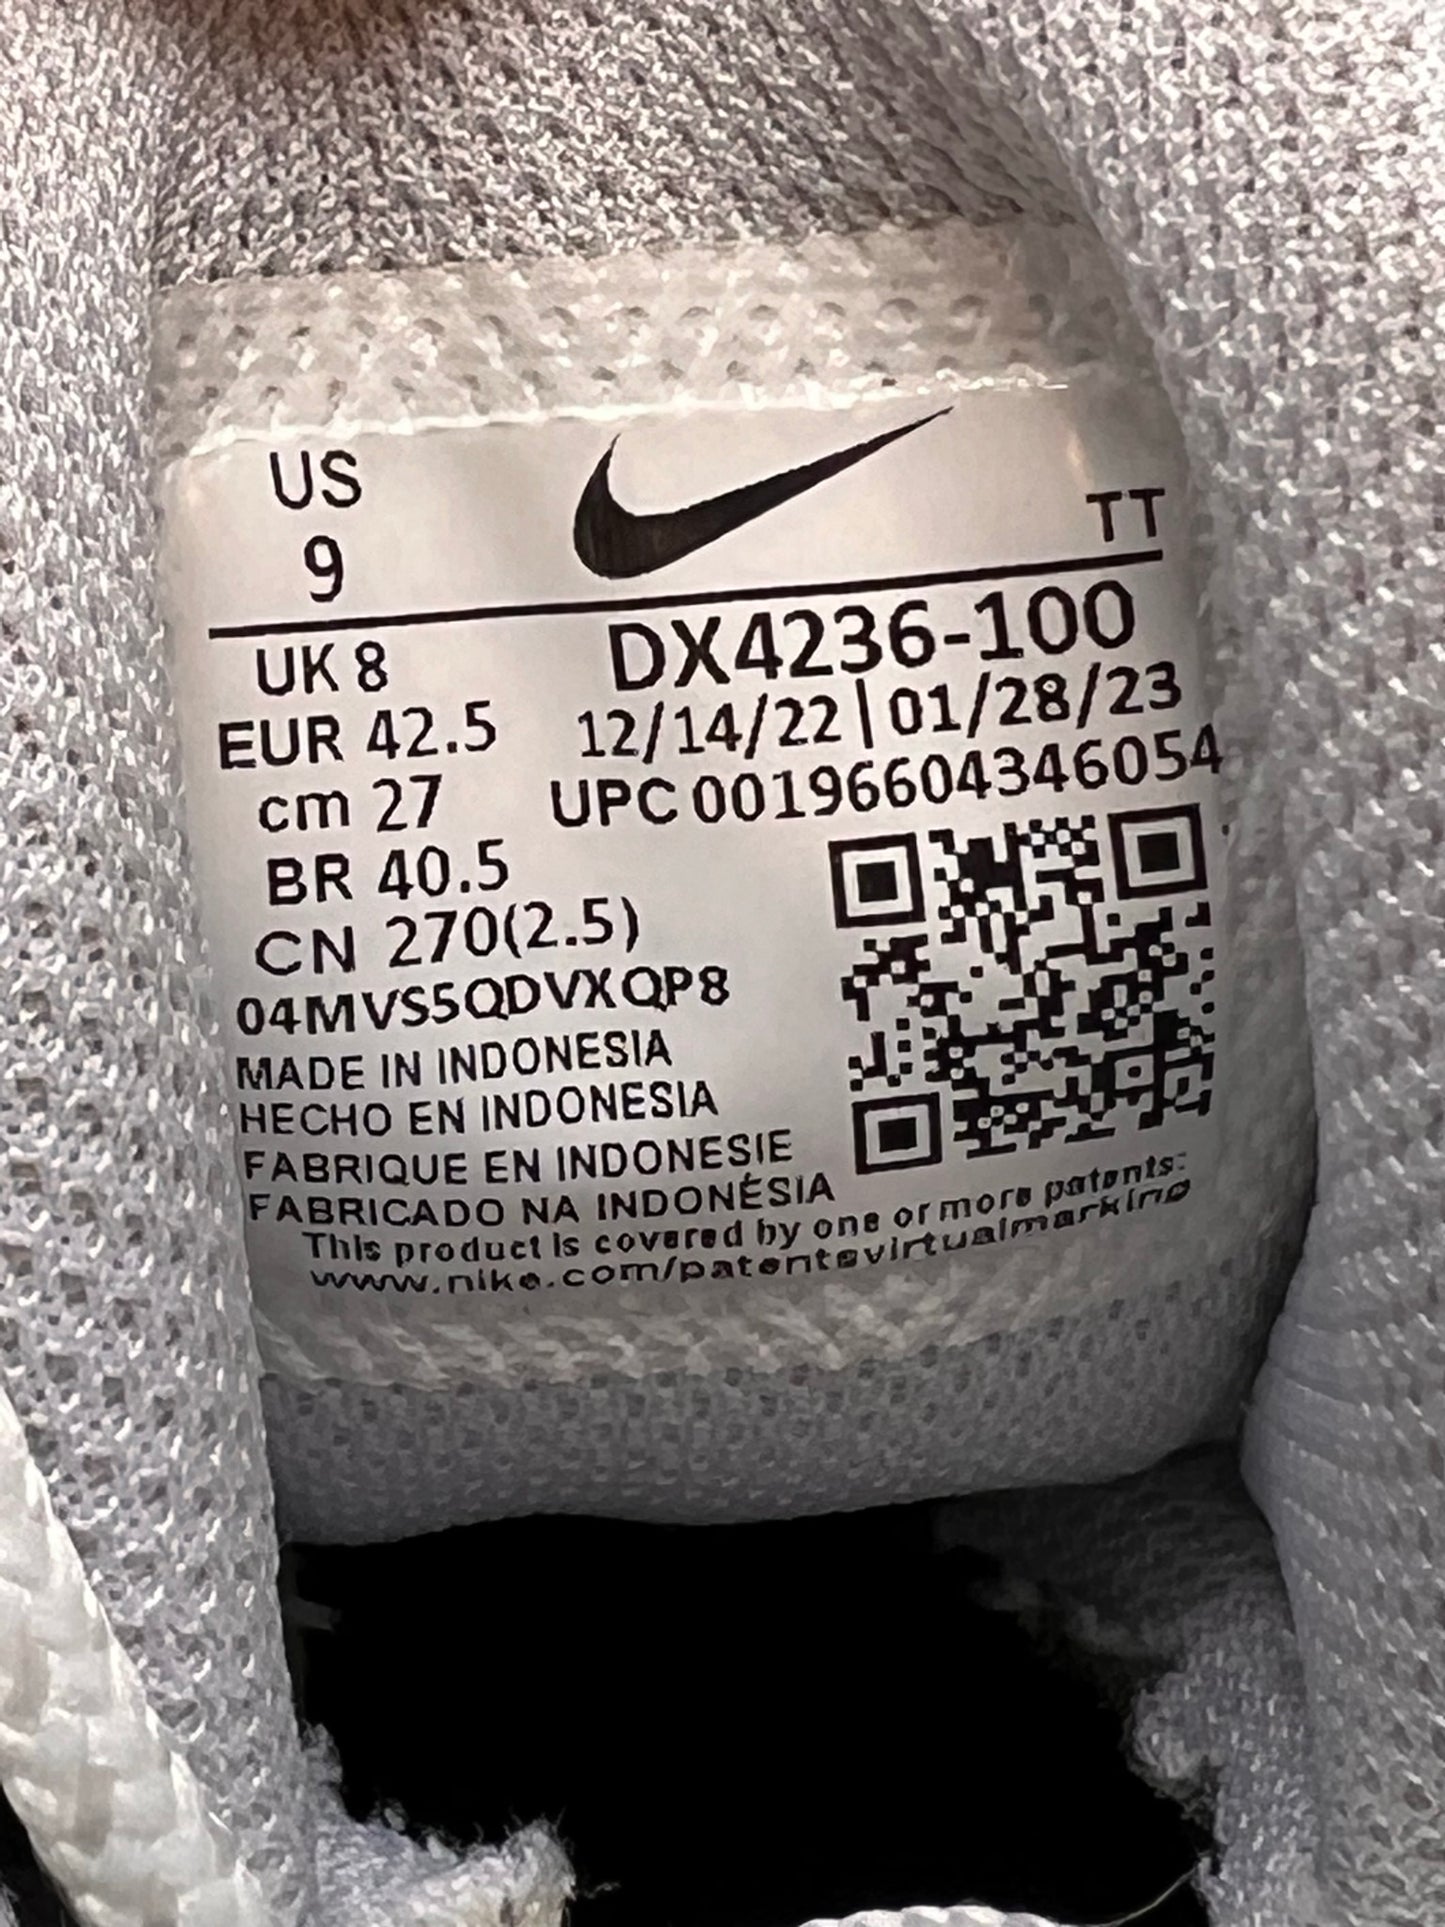 US
9
TT
UK 8
DX4236-100
EUR 42.5
12/14/22|01/28/23
cm 27
UPC 00196604346054
BR 40.5
CN 270(2.5)
04MVS5QDVXQP8
MADE IN INDONESIA
HECHO EN INDONESIA
FABRIQUE EN INDONESIE
FABRICADO NA INDONÉSIA
This product is covered by one or more patents:
www.nike.com/patentsvirtualmarking